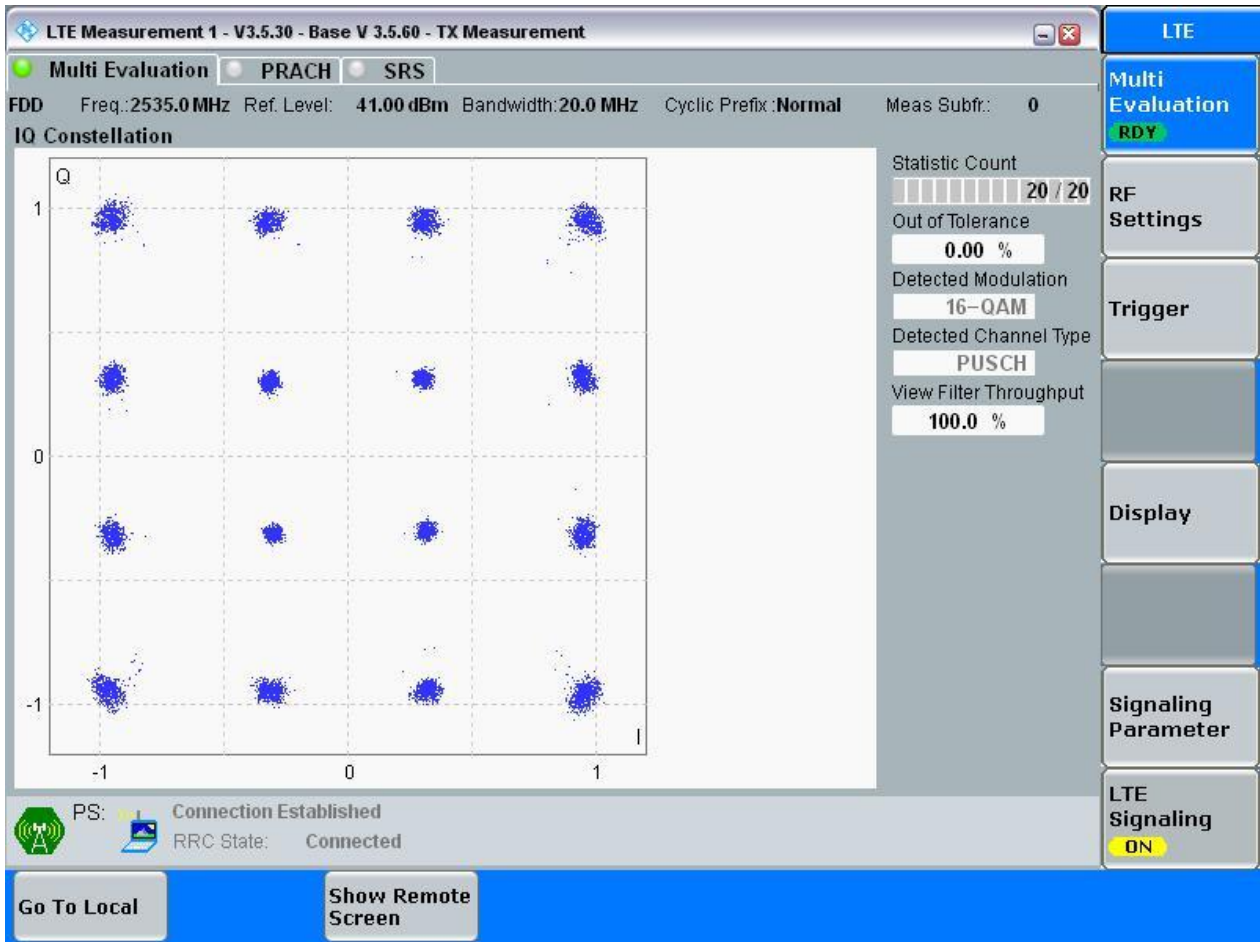 LTE Measurement 1 - V3.5.30 - Base V 3.5.60 - TX Measurement
LTE
Multi Evaluation PRACH SRS
Multi
Evaluation
RDY
FDD Freq.:2535.0 MHz Ref. Level: 41.00 dBm Bandwidth:20.0 MHz Cyclic Prefix :Normal Meas Subfr.: 0
IQ Constellation
Q
1
0
-1
-1 0 1
I
Statistic Count
20 / 20
Out of Tolerance
0.00 %
Detected Modulation
16-QAM
Detected Channel Type
PUSCH
View Filter Throughput
100.0 %
RF
Settings
Trigger
Display
Signaling
Parameter
LTE
Signaling
ON
PS: Connection Established
RRC State: Connected
Go To Local
Show Remote
Screen